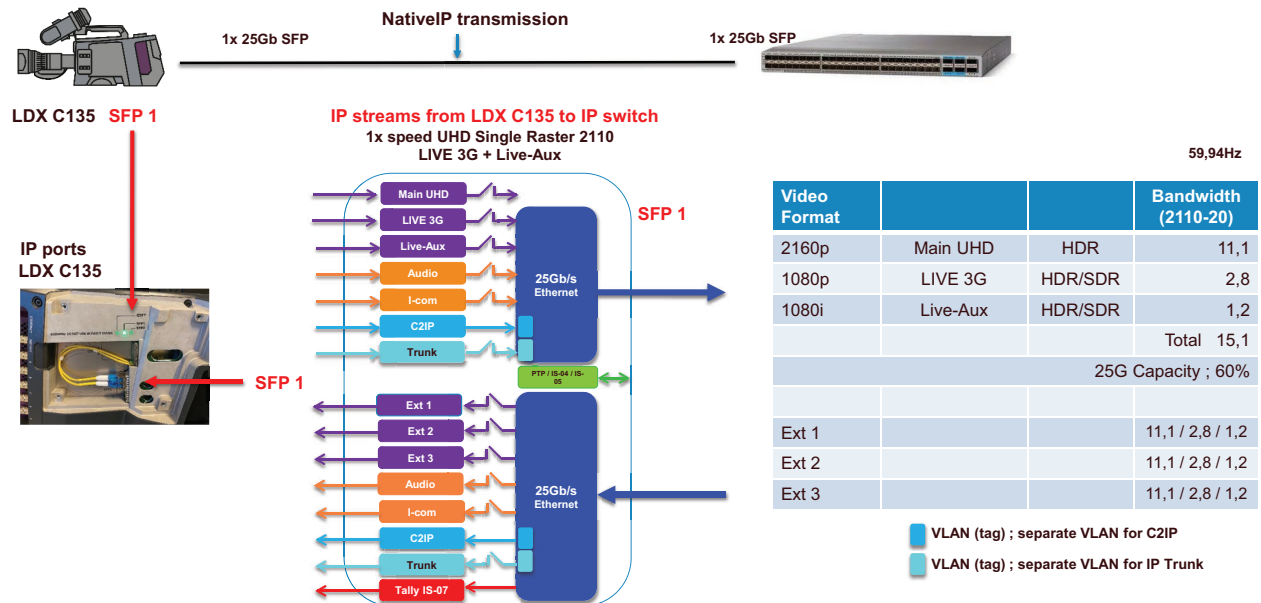 NativeIP transmission
1x 25Gb SFP
1x 25Gb SFP
LDX C135 SFP 1
IP streams from LDX C135 to IP switch
1x speed UHD Single Raster 2110
LIVE 3G + Live-Aux
IP ports
LDX C135
SFP 1
SFP 1
Main UHD
LIVE 3G
Live-Aux
Audio
I-com
C2IP
Trunk
25Gb/s
Ethernet
PTP / IS-04 / IS-
05
Ext 1
Ext 2
Ext 3
Audio
I-com
C2IP
Trunk
Tally IS-07
25Gb/s
Ethernet
59,94Hz
Video Format Bandwidth (2110-20)
2160p Main UHD HDR 11,1
1080p LIVE 3G HDR/SDR 2,8
1080i Live-Aux HDR/SDR 1,2
Total 15,1
25G Capacity ; 60%
Ext 1 11,1 / 2,8 / 1,2
Ext 2 11,1 / 2,8 / 1,2
Ext 3 11,1 / 2,8 / 1,2
VLAN (tag) ; separate VLAN for C2IP
VLAN (tag) ; separate VLAN for IP Trunk